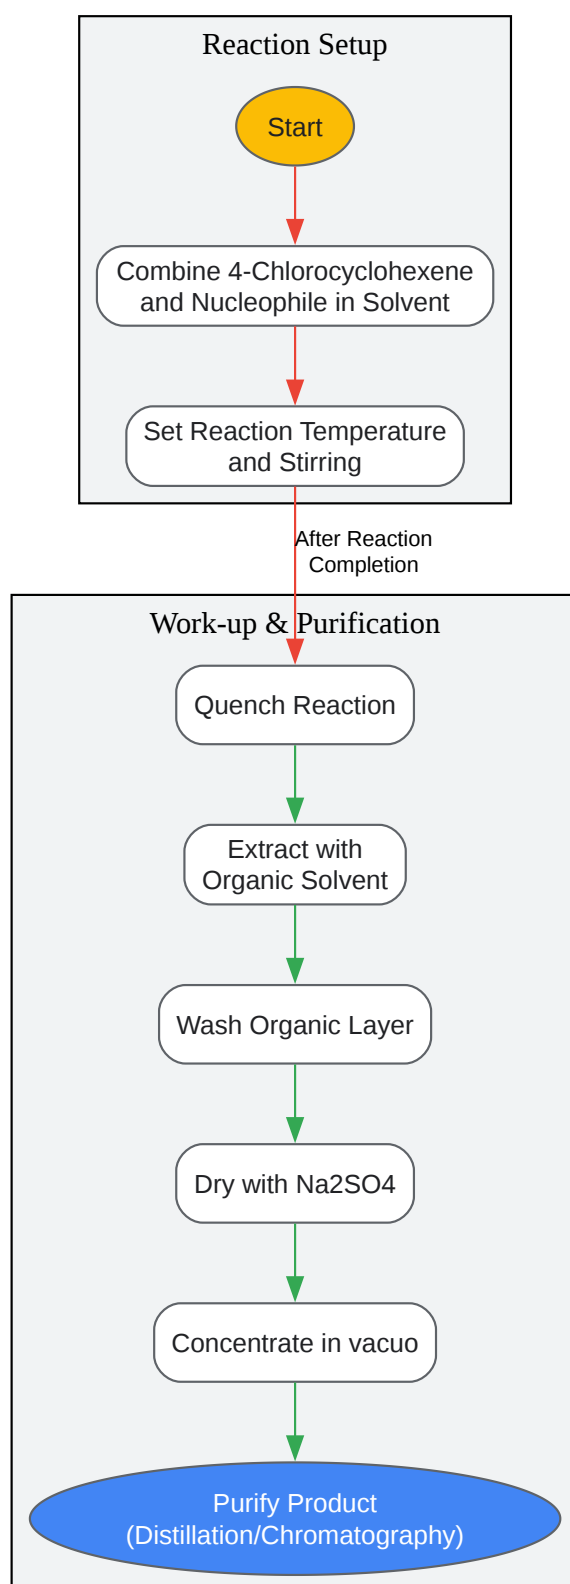 Reaction Setup
Start
Combine 4-Chlorocyclohexene
and Nucleophile in Solvent
Set Reaction Temperature
and Stirring
After Reaction
Completion
Work-up & Purification
Quench Reaction
Extract with
Organic Solvent
Wash Organic Layer
Dry with Na2SO4
Concentrate in vacuo
Purify Product
(Distillation/Chromatography)